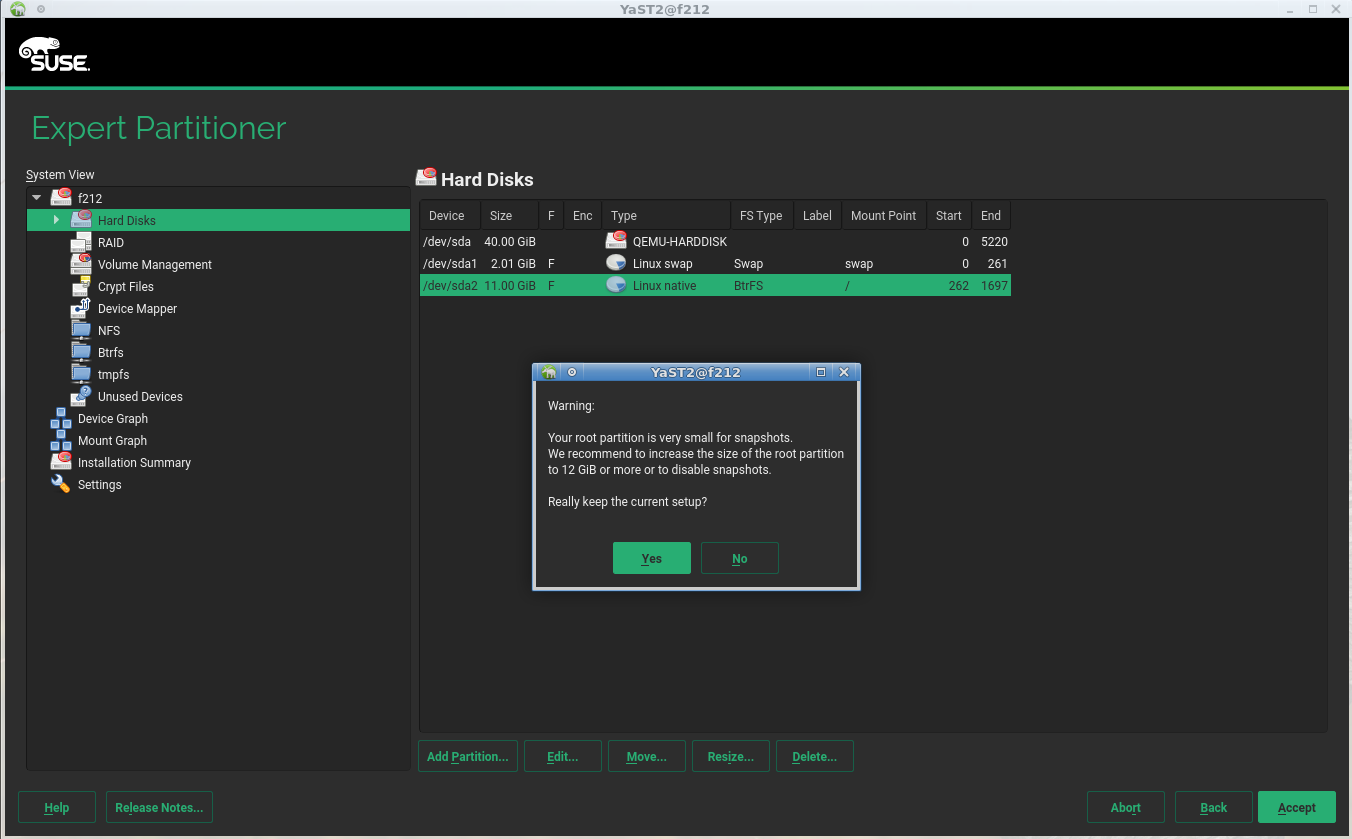 YaST2@f212
SUSE
Expert Partitioner
System View
f212
Hard Disks
RAID
Volume Management
Crypt Files
Device Mapper
NFS
Btrfs
tmpfs
Unused Devices
Device Graph
Mount Graph
Installation Summary
Settings
Hard Disks
Device Size F Enc Type FS Type Label Mount Point Start End
/dev/sda 40.00 GiB QEMU-HARDDISK 0 5220
/dev/sda1 2.01 GiB F Linux swap Swap swap 0 261
/dev/sda2 11.00 GiB F Linux native BtrFS / 262 1697
YaST2@f212
Warning:
Your root partition is very small for snapshots.
We recommend to increase the size of the root partition
to 12 GiB or more or to disable snapshots.
Really keep the current setup?
Yes No
Add Partition... Edit... Move... Resize... Delete...
Help Release Notes... Abort Back Accept